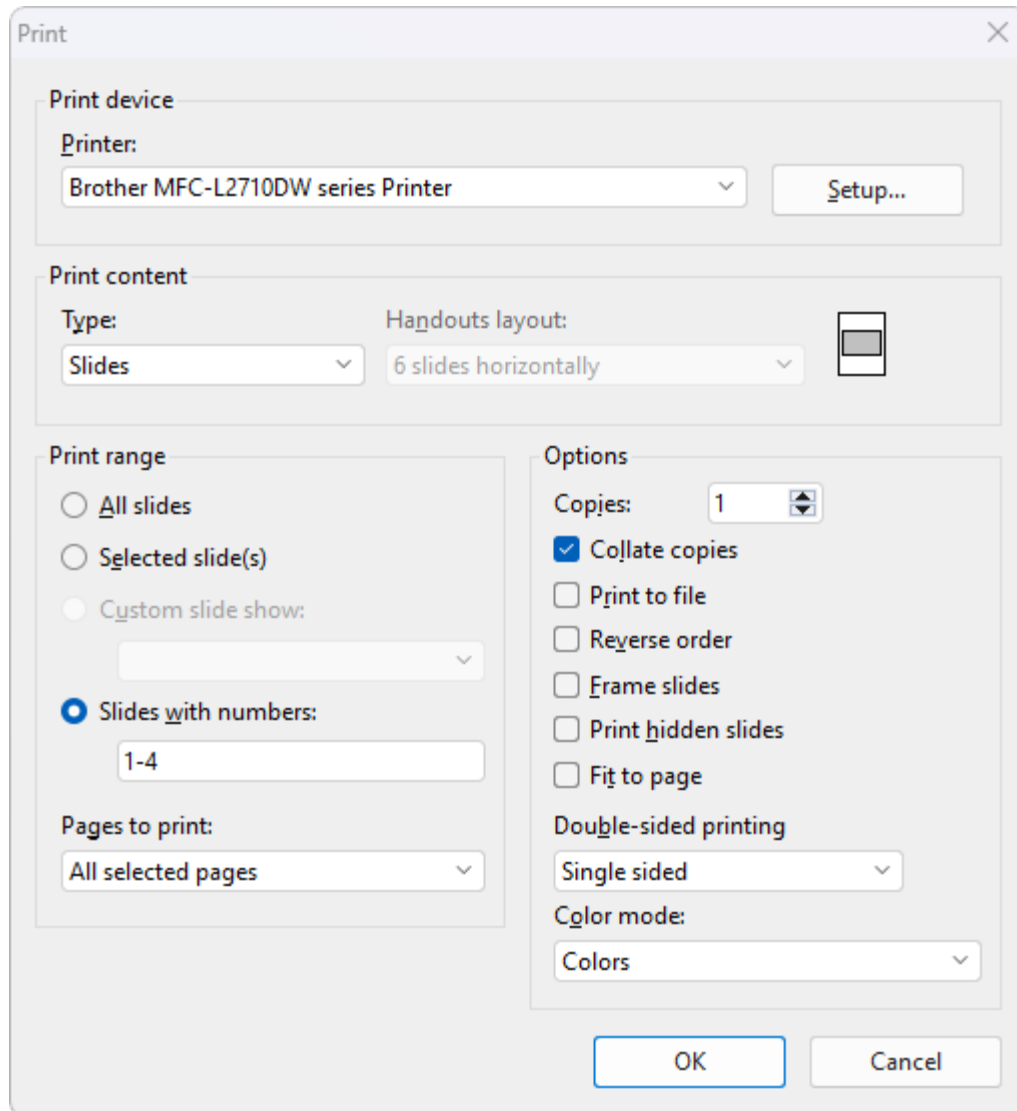 Print
Print device
Printer:
Brother MFC-L2710DW series Printer
Setup...
Print content
Type:
Handouts layout:
Slides
6 slides horizontally
Print range
All slides
Selected slide(s)
Custom slide show:
Slides with numbers:
1-4
Pages to print:
All selected pages
Options
Copies:
1
Collate copies
Print to file
Reverse order
Frame slides
Print hidden slides
Fit to page
Double-sided printing
Single sided
Color mode:
Colors
OK
Cancel